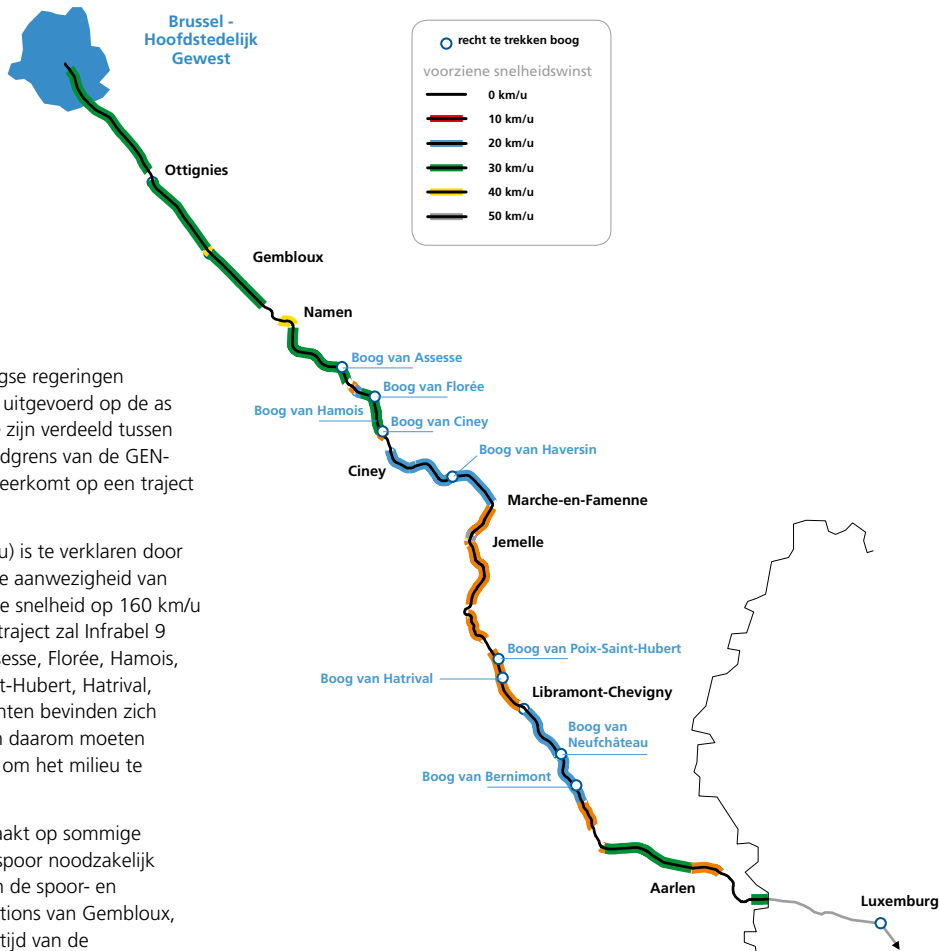 Brussel -
Hoofdstedelijk
Gewest
recht te trekken boog
voorziene snelheidswinst
0 km/u
10 km/u
20 km/u
30 km/u
40 km/u
50 km/u
Ottignies
Gembloux
Namen
Boog van Assesse
Boog van Florée
Boog van Hamois
Boog van Ciney
Boog van Haversin
Ciney
Marche-en-Famenne
Jemelle
Boog van Poix-Saint-Hubert
Boog van Hatrival
Libramont-Chevigny
Boog van
Neufchâteau
Boog van Bernimont
Aarlen
Luxemburg
gse regeringen
uitgevoerd op de as
zijn verdeeld tussen
dgrens van de GEN-
eerkomt op een traject
u) is te verklaren door
e aanwezigheid van
e snelheid op 160 km/u
traject zal Infrabel 9
sesse, Florée, Hamois,
t-Hubert, Hatrival,
nten bevinden zich
n daarom moeten
om het milieu te
aakt op sommige
spoor noodzakelijk
n de spoor- en
tions van Gembloux,
tijd van de